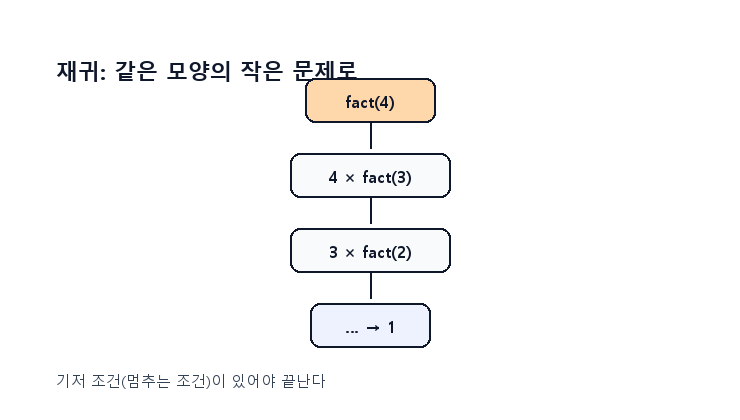 재귀: 같은 모양의 작은 문제로
fact(4)
4 × fact(3)
3 × fact(2)
... → 1
기저 조건(멈추는 조건)이 있어야 끝난다